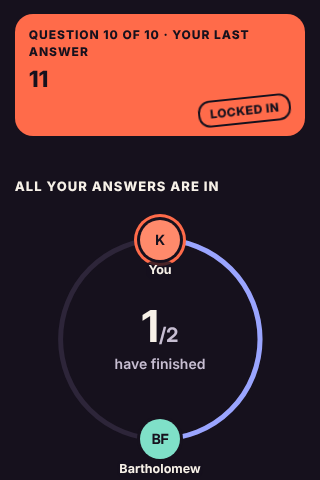 QUESTION 10 OF 10 · YOUR LAST
ANSWER
11
LOCKED IN
ALL YOUR ANSWERS ARE IN
K
You
1/2
have finished
BF
Bartholomew